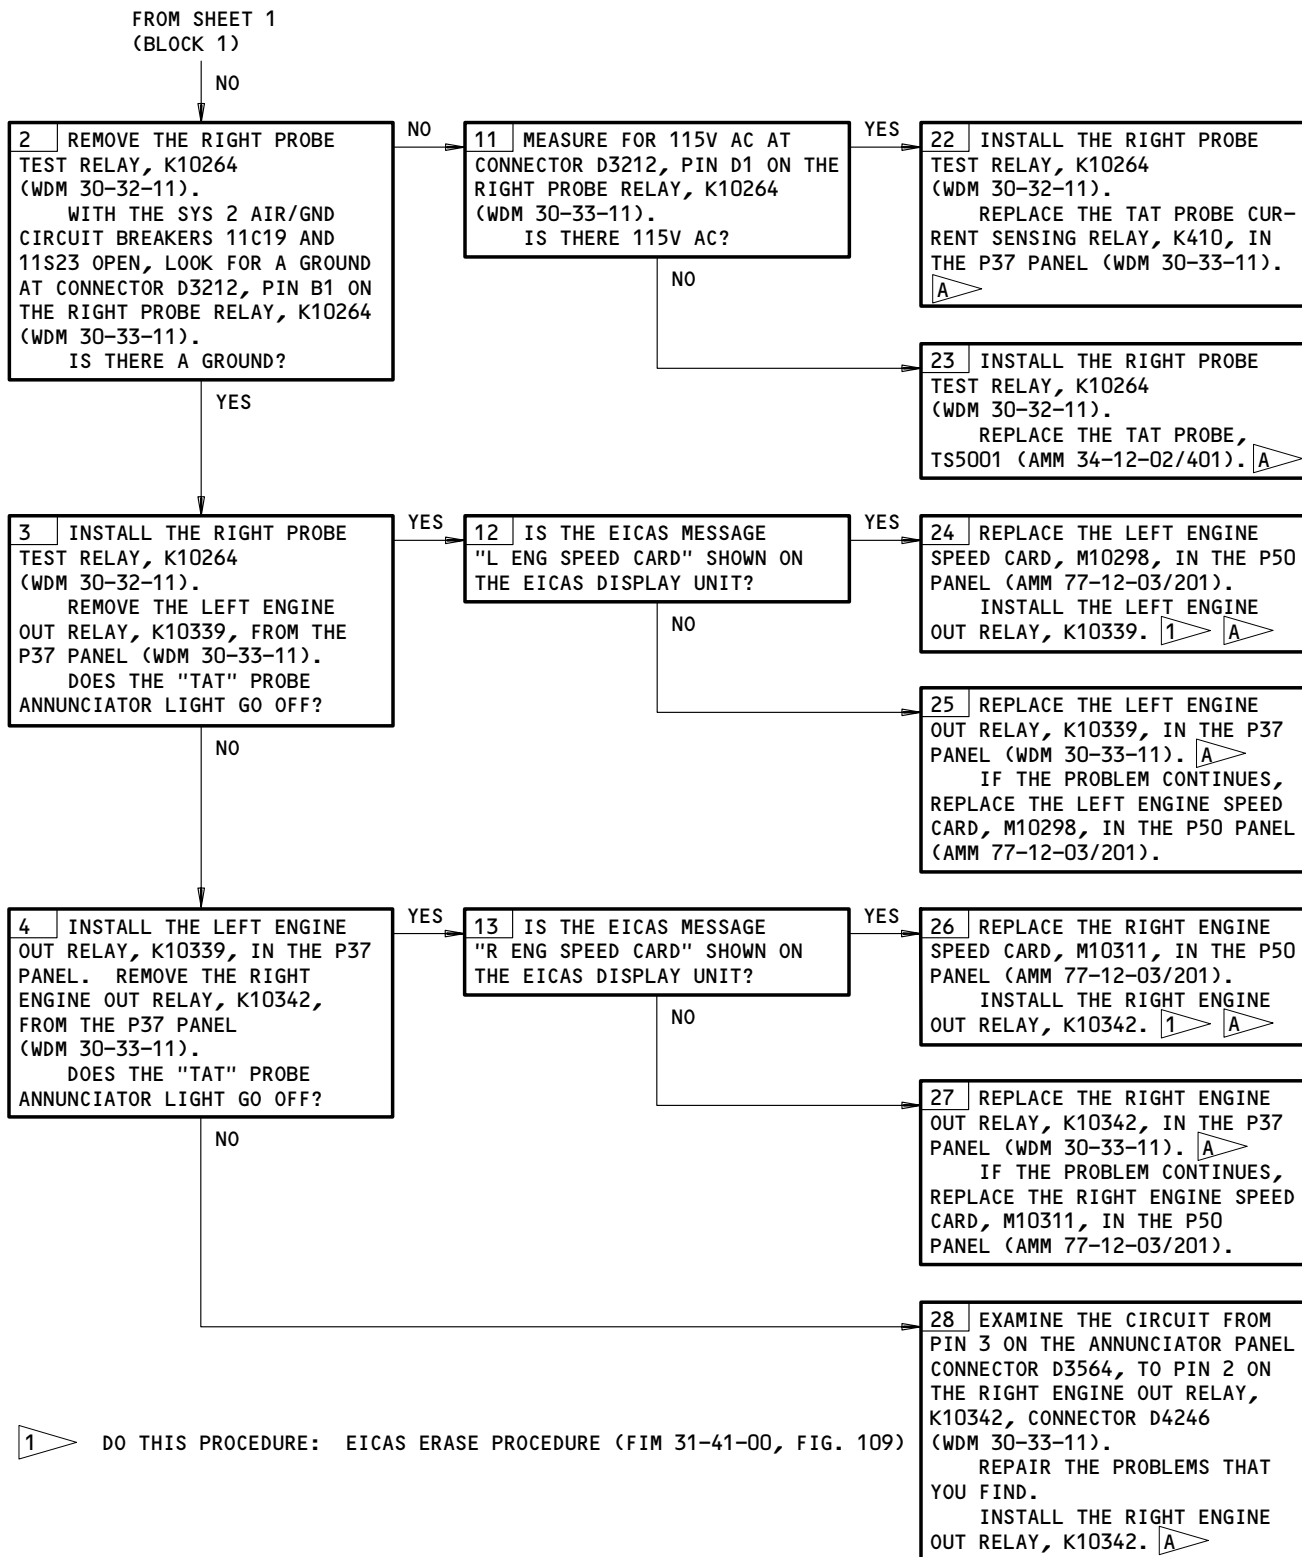 FROM SHEET 1
(BLOCK 1)
NO
2 REMOVE THE RIGHT PROBE
TEST RELAY, K10264
(WDM 30-32-11).
WITH THE SYS 2 AIR/GND
CIRCUIT BREAKERS 11C19 AND
11S23 OPEN, LOOK FOR A GROUND
AT CONNECTOR D3212, PIN B1 ON
THE RIGHT PROBE RELAY, K10264
(WDM 30-33-11).
IS THERE A GROUND?
NO
11 MEASURE FOR 115V AC AT
CONNECTOR D3212, PIN D1 ON THE
RIGHT PROBE RELAY, K10264
(WDM 30-33-11).
IS THERE 115V AC?
YES
22 INSTALL THE RIGHT PROBE
TEST RELAY, K10264
(WDM 30-32-11).
REPLACE THE TAT PROBE CUR-
RENT SENSING RELAY, K410, IN
THE P37 PANEL (WDM 30-33-11).
A
NO
23 INSTALL THE RIGHT PROBE
TEST RELAY, K10264
(WDM 30-32-11).
REPLACE THE TAT PROBE,
TS5001 (AMM 34-12-02/401). A
YES
3 INSTALL THE RIGHT PROBE
TEST RELAY, K10264
(WDM 30-32-11).
REMOVE THE LEFT ENGINE
OUT RELAY, K10339, FROM THE
P37 PANEL (WDM 30-33-11).
DOES THE "TAT" PROBE
ANNUNCIATOR LIGHT GO OFF?
YES
12 IS THE EICAS MESSAGE
"L ENG SPEED CARD" SHOWN ON
THE EICAS DISPLAY UNIT?
YES
24 REPLACE THE LEFT ENGINE
SPEED CARD, M10298, IN THE P50
PANEL (AMM 77-12-03/201).
INSTALL THE LEFT ENGINE
OUT RELAY, K10339. 1 A
NO
25 REPLACE THE LEFT ENGINE
OUT RELAY, K10339, IN THE P37
PANEL (WDM 30-33-11). A
IF THE PROBLEM CONTINUES,
REPLACE THE LEFT ENGINE SPEED
CARD, M10298, IN THE P50 PANEL
(AMM 77-12-03/201).
NO
4 INSTALL THE LEFT ENGINE
OUT RELAY, K10339, IN THE P37
PANEL. REMOVE THE RIGHT
ENGINE OUT RELAY, K10342,
FROM THE P37 PANEL
(WDM 30-33-11).
DOES THE "TAT" PROBE
ANNUNCIATOR LIGHT GO OFF?
YES
13 IS THE EICAS MESSAGE
"R ENG SPEED CARD" SHOWN ON
THE EICAS DISPLAY UNIT?
YES
26 REPLACE THE RIGHT ENGINE
SPEED CARD, M10311, IN THE P50
PANEL (AMM 77-12-03/201).
INSTALL THE RIGHT ENGINE
OUT RELAY, K10342. 1 A
NO
27 REPLACE THE RIGHT ENGINE
OUT RELAY, K10342, IN THE P37
PANEL (WDM 30-33-11). A
IF THE PROBLEM CONTINUES,
REPLACE THE RIGHT ENGINE SPEED
CARD, M10311, IN THE P50
PANEL (AMM 77-12-03/201).
NO
28 EXAMINE THE CIRCUIT FROM
PIN 3 ON THE ANNUNCIATOR PANEL
CONNECTOR D3564, TO PIN 2 ON
THE RIGHT ENGINE OUT RELAY,
K10342, CONNECTOR D4246
(WDM 30-33-11).
REPAIR THE PROBLEMS THAT
YOU FIND.
INSTALL THE RIGHT ENGINE
OUT RELAY, K10342. A
1 DO THIS PROCEDURE: EICAS ERASE PROCEDURE (FIM 31-41-00, FIG. 109)